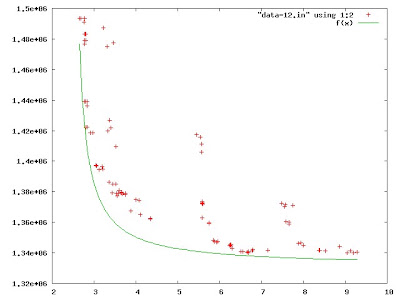 1,5e+06
"data-12,in" using 1:2
f(x)
1,48e+06
1,46e+06
1,44e+06
1,42e+06
1,4e+06
1,38e+06
1,36e+06
1,34e+06
1,32e+06
2 3 4 5 6 7 8 9 10